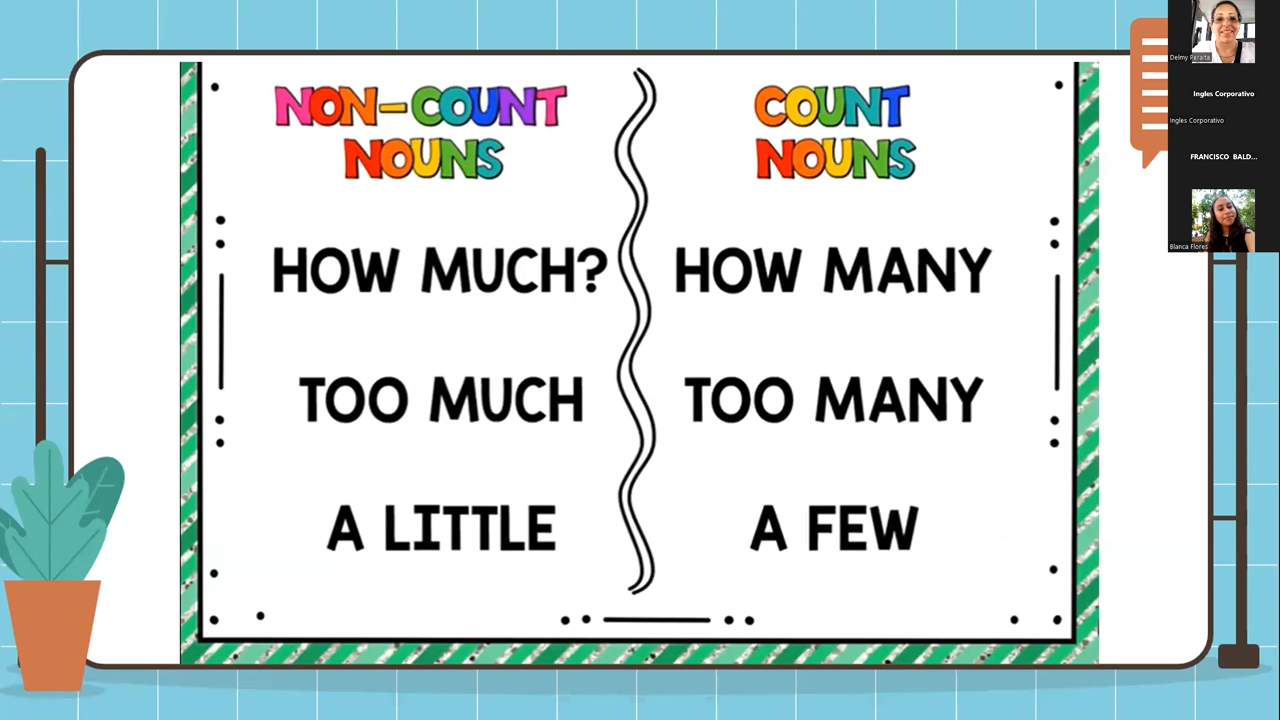 NON-COUNT
NOUNS
HOW MUCH?
TOO MUCH
A LITTLE
COUNT
NOUNS
HOW MANY
TOO MANY
A FEW
Delmy Peralta
Ingles Corporativo
Ingles Corporativo
FRANCISCO BALD...
Blanca Flores